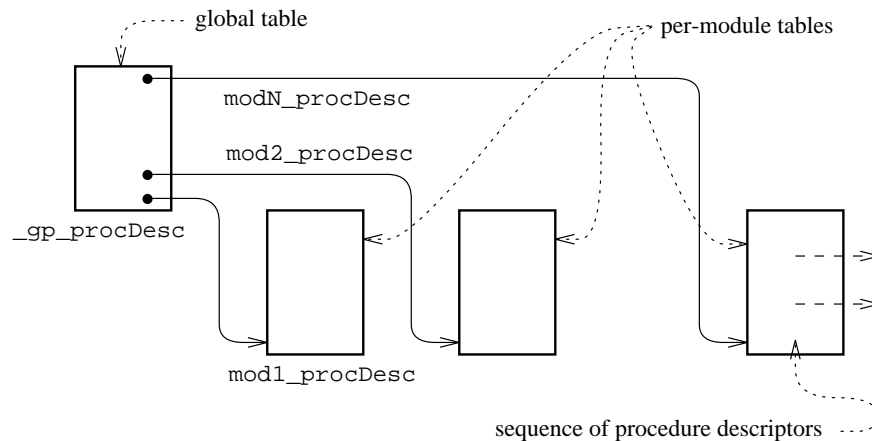 global table
per-module tables
modN_procDesc
mod2_procDesc
_gp_procDesc
mod1_procDesc
sequence of procedure descriptors